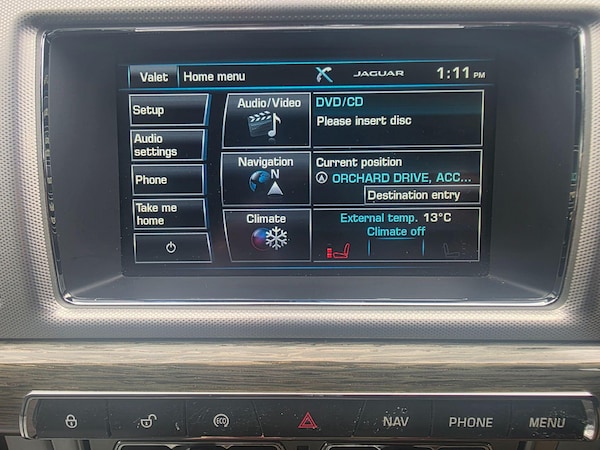 Valet Home menu JAGUAR 1:11 PM
Setup
Audio
settings
Phone
Take me
home
Audio/Video
Navigation
N
Climate
DVD/CD
Please insert disc
Current position
ORCHARD DRIVE, ACC...
Destination entry
External temp. 13°C
Climate off
ECO NAV PHONE MENU